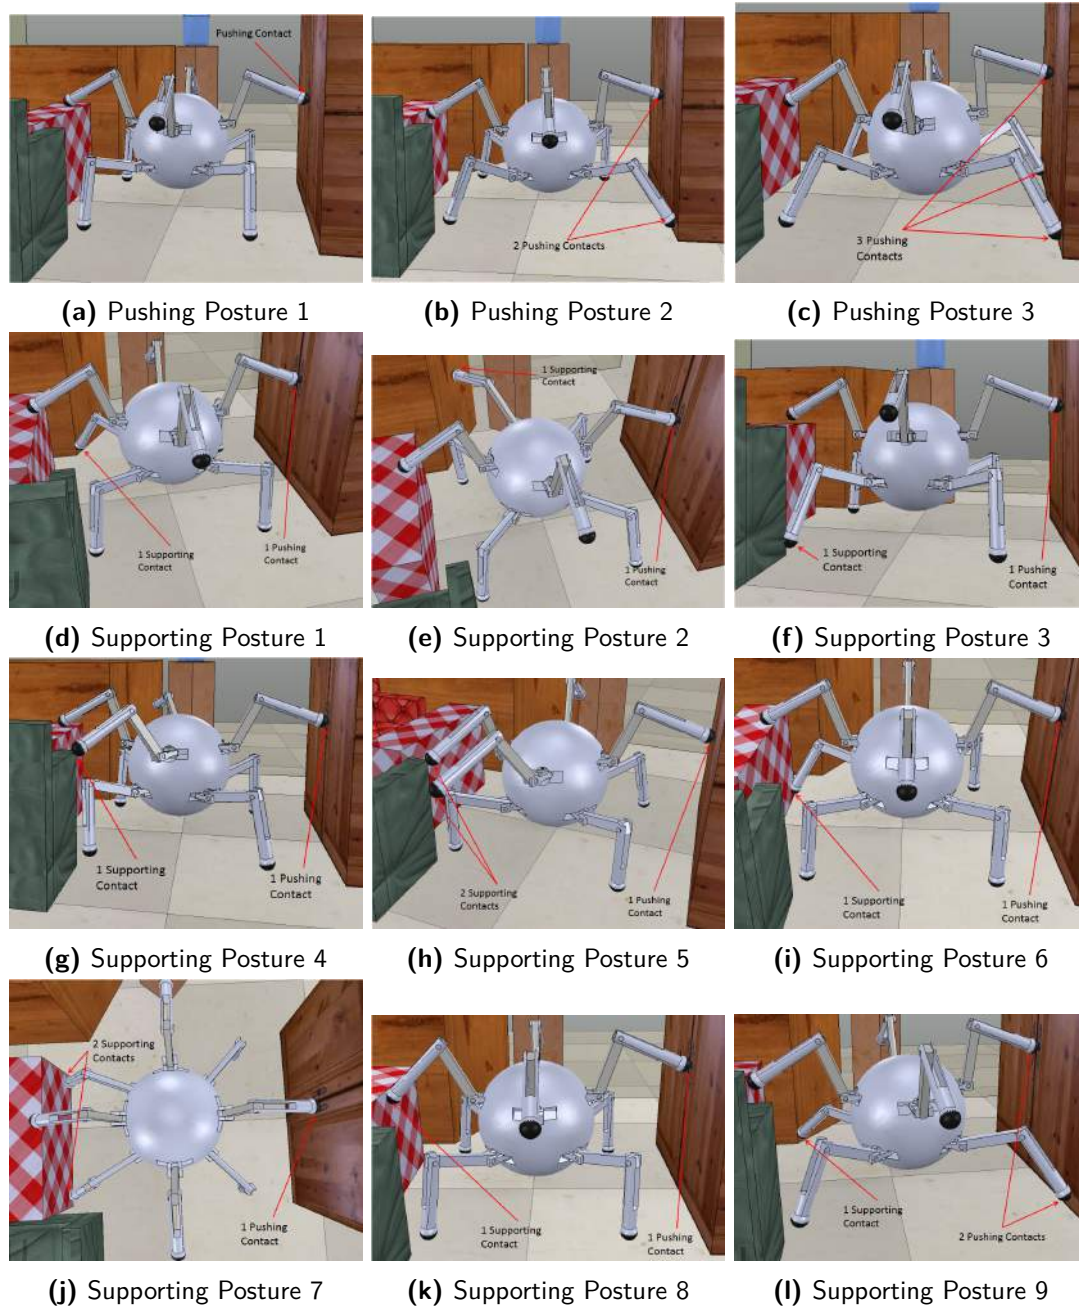 Pushing Contact
2 Pushing Contacts
3 Pushing
Contacts
(a) Pushing Posture 1
(b) Pushing Posture 2
(c) Pushing Posture 3
1 Supporting
Contact
1 Pushing
Contact
1 Supporting
Contact
1 Pushing
Contact
1 Supporting
Contact
1 Pushing
Contact
(d) Supporting Posture 1
(e) Supporting Posture 2
(f) Supporting Posture 3
1 Supporting
Contact
1 Pushing
Contact
2 Supporting
Contacts
1 Pushing
Contact
1 Supporting
Contact
1 Pushing
Contact
(g) Supporting Posture 4
(h) Supporting Posture 5
(i) Supporting Posture 6
2 Supporting
Contacts
1 Pushing
Contact
1 Supporting
Contact
1 Pushing
Contact
1 Supporting
Contact
2 Pushing Contacts
(j) Supporting Posture 7
(k) Supporting Posture 8
(l) Supporting Posture 9